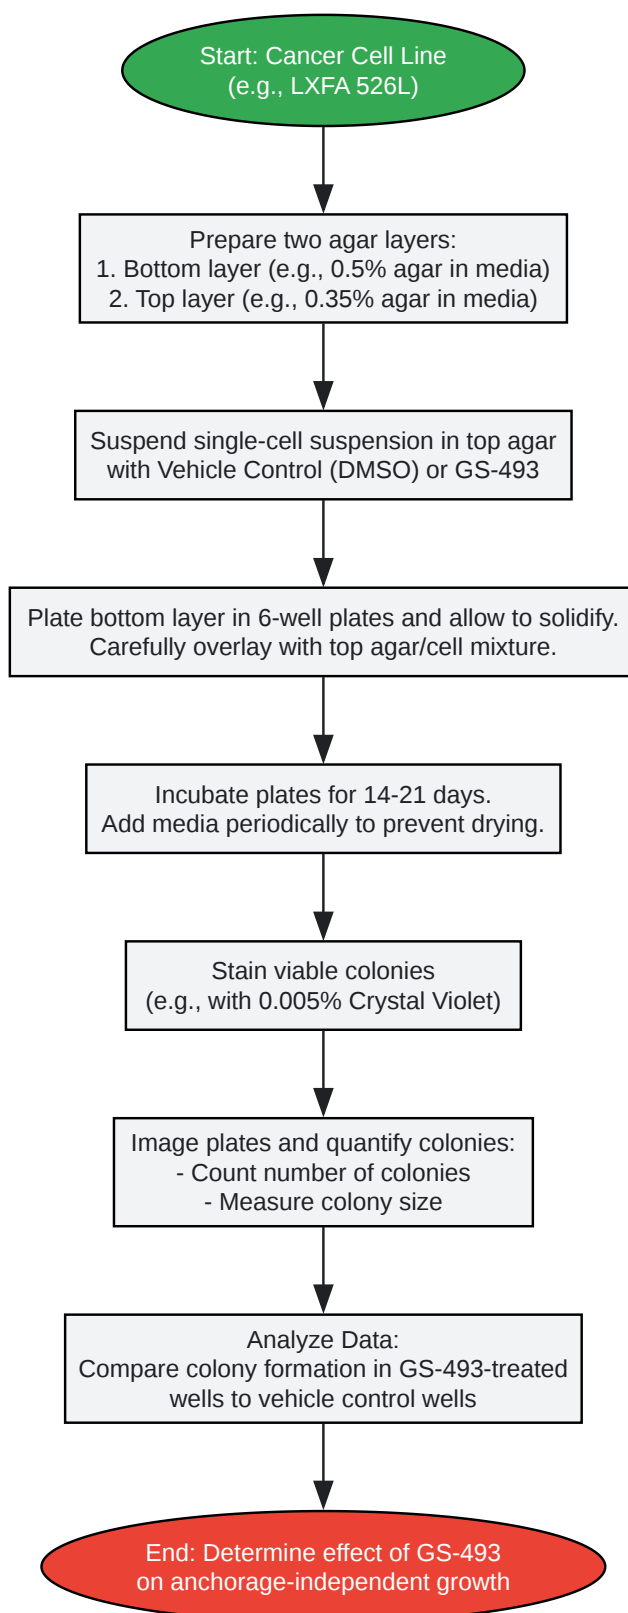 Start: Cancer Cell Line
(e.g., LXFA 526L)
Prepare two agar layers:
1. Bottom layer (e.g., 0.5% agar in media)
2. Top layer (e.g., 0.35% agar in media)
Suspend single-cell suspension in top agar
with Vehicle Control (DMSO) or GS-493
Plate bottom layer in 6-well plates and allow to solidify.
Carefully overlay with top agar/cell mixture.
Incubate plates for 14-21 days.
Add media periodically to prevent drying.
Stain viable colonies
(e.g., with 0.005% Crystal Violet)
Image plates and quantify colonies:
- Count number of colonies
- Measure colony size
Analyze Data:
Compare colony formation in GS-493-treated
wells to vehicle control wells
End: Determine effect of GS-493
on anchorage-independent growth